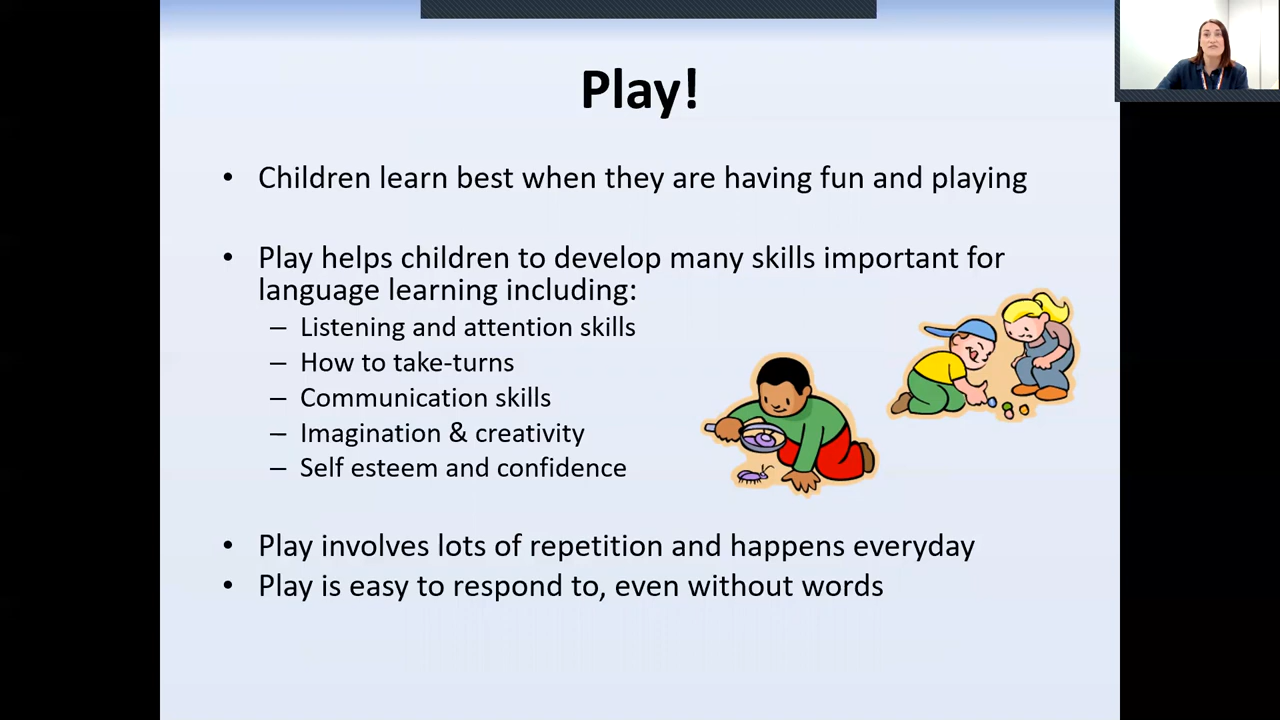 Play!
• Children learn best when they are having fun and playing
• Play helps children to develop many skills important for
language learning including:
– Listening and attention skills
– How to take-turns
– Communication skills
– Imagination & creativity
– Self esteem and confidence
• Play involves lots of repetition and happens everyday
• Play is easy to respond to, even without words